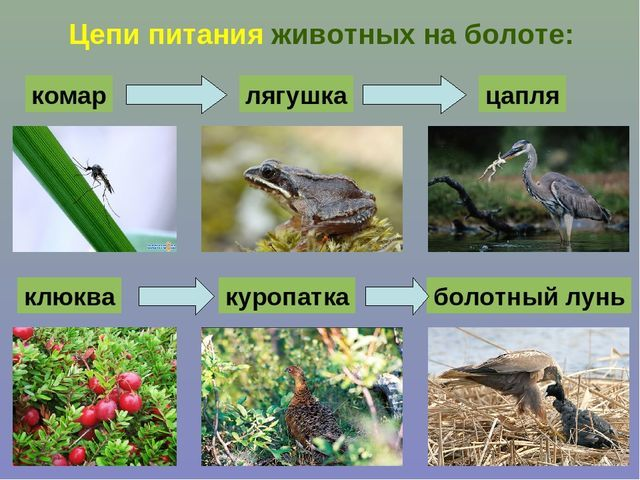 Цепи питания животных на болоте:
комар лягушка цапля
клюква куропатка болотный лунь